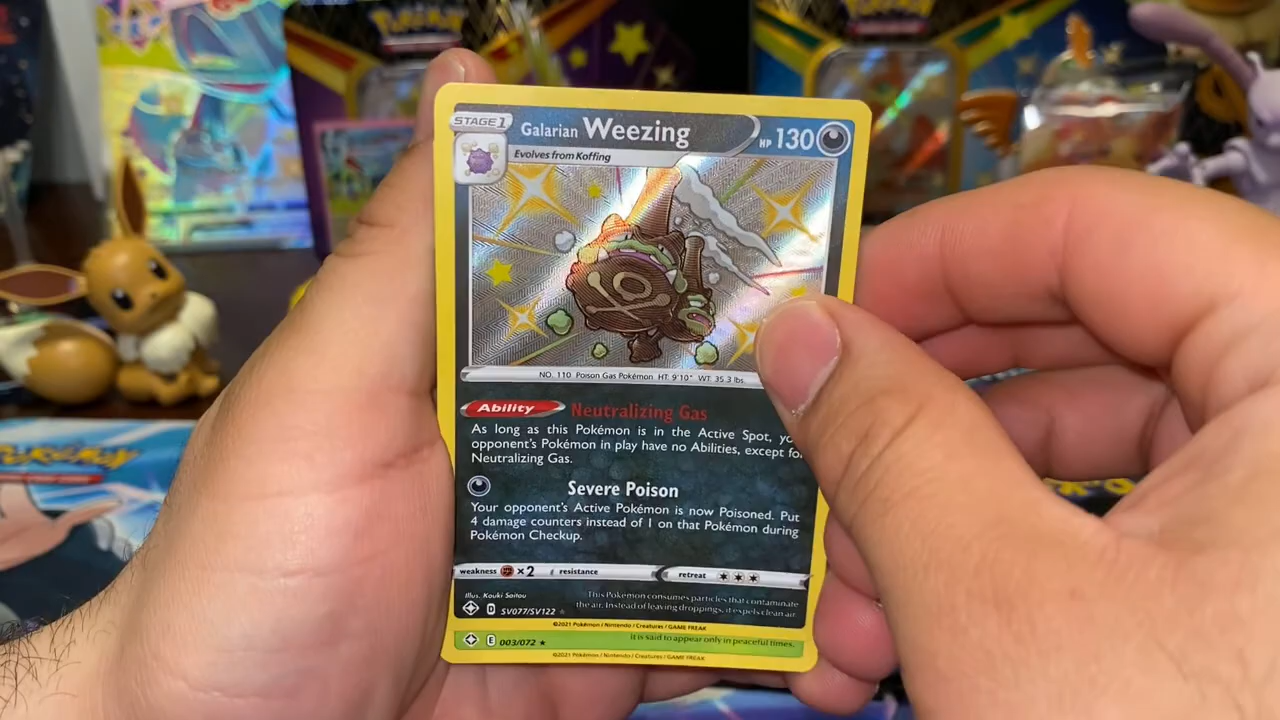 STAGE 1
Galarian Weezing
HP 130
Evolves from Koffing
NO. 110 Poison Gas Pokémon HT: 9'10" WT: 35.3 lbs.
Ability Neutralizing Gas
As long as this Pokémon is in the Active Spot, yo
opponent's Pokémon in play have no Abilities, except for
Neutralizing Gas.
Severe Poison
Your opponent's Active Pokémon is now Poisoned. Put
4 damage counters instead of 1 on that Pokémon during
Pokémon Checkup.
weakness ×2 resistance retreat
Illus. Kouki Saitou
This Pokémon consumes particles that contaminate
the air. Instead of leaving droppings, it expels clean air.
D SV077/SV122
©2021 Pokémon / Nintendo / Creatures / GAME FREAK
It is said to appear only in peaceful times.
E 003/072 ★
©2021 Pokémon / Nintendo / Creatures / GAME FREAK
POKÉMON